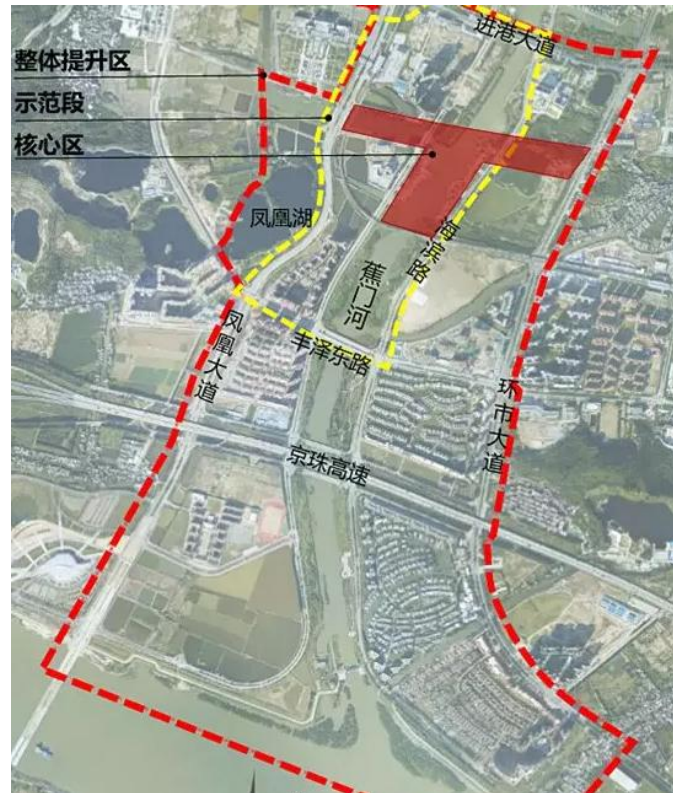 进港大道
整体提升区
示范段
核心区
凤凰湖
海滨路
蕉门河
凤凰大道
丰泽东路
环市大道
京珠高速